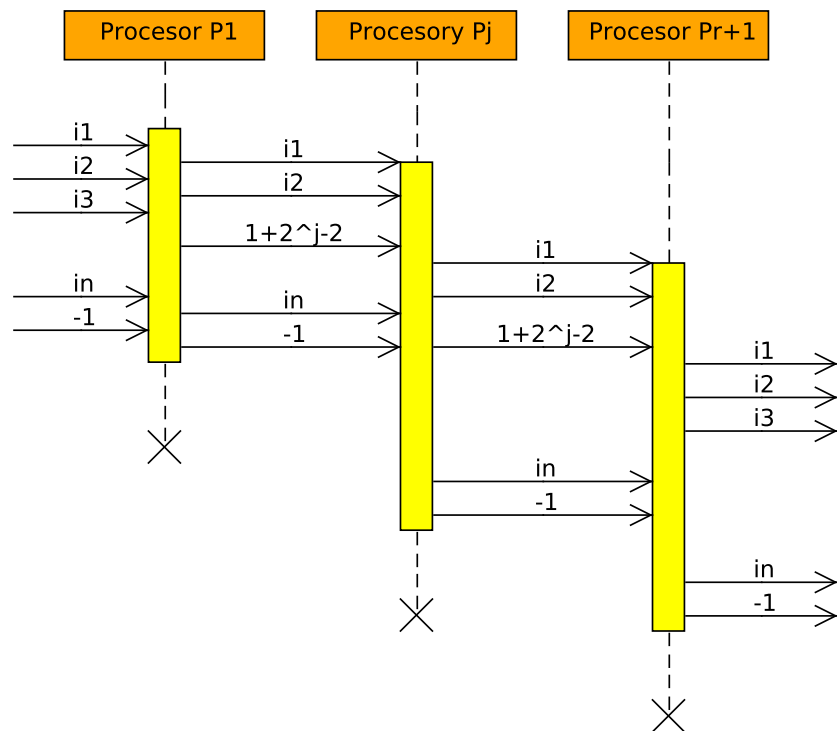 Procesor P1
Procesory Pj
Procesor Pr+1
i1
i1
i2
i2
i3
1+2^j-2
i1
in
i2
in
-1
1+2^j-2
-1
i1
i2
i3
in
-1
in
-1